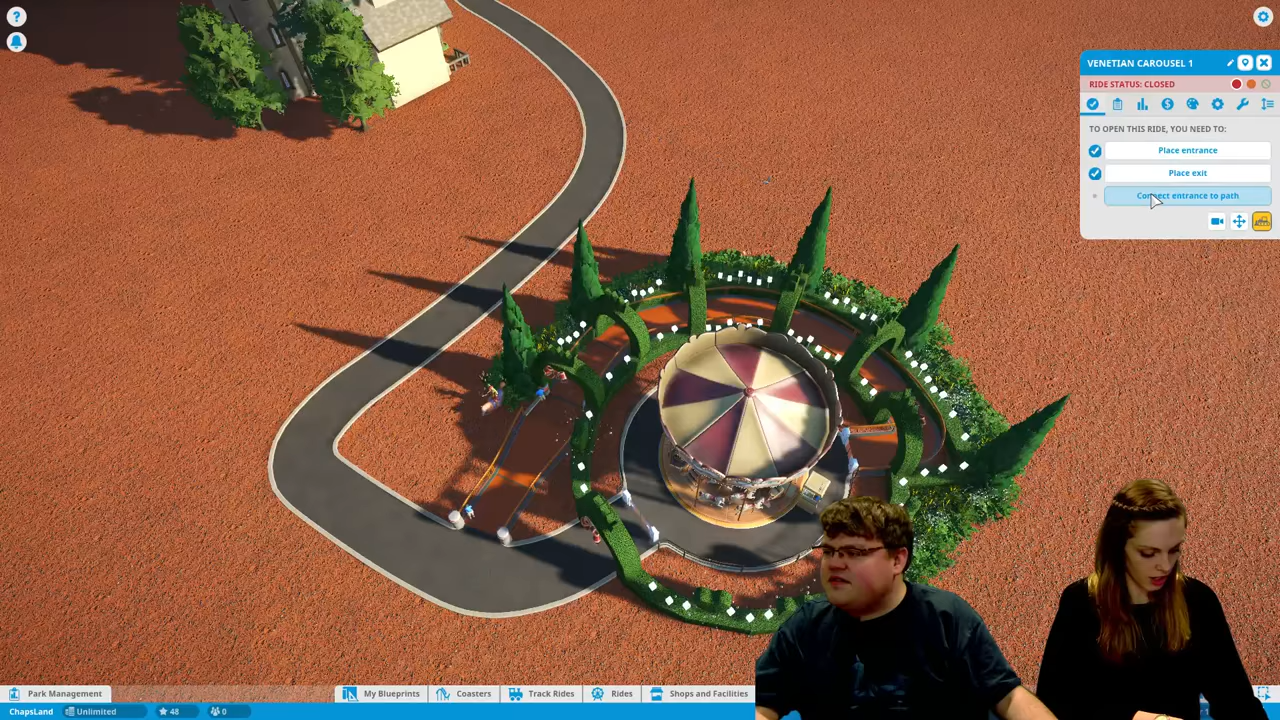 ?
VENETIAN CAROUSEL 1
RIDE STATUS: CLOSED
TO OPEN THIS RIDE, YOU NEED TO:
Place entrance
Place exit
Connect entrance to path
Park Management
My Blueprints
Coasters
Track Rides
Rides
Shops and Facilities
ChapsLand
Unlimited
48
0